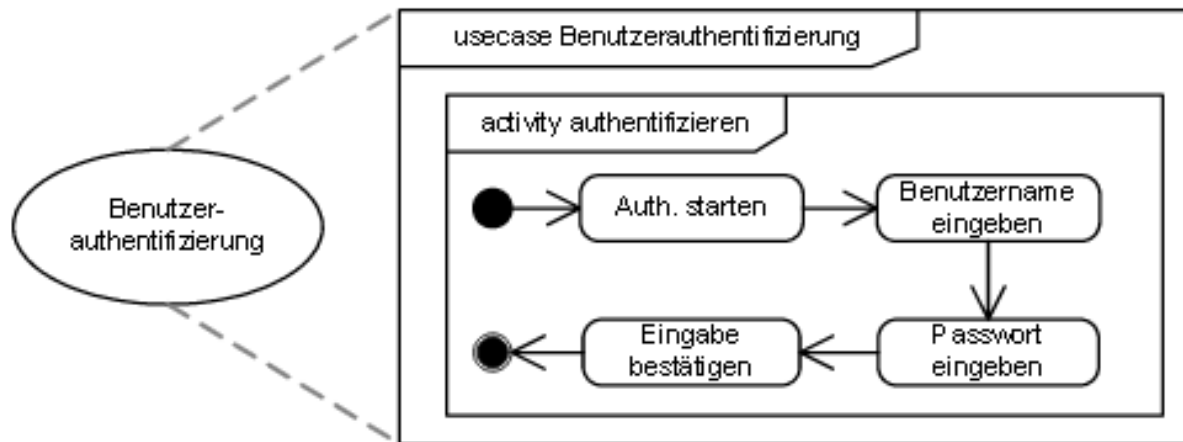 usecase Benutzerauthentifizierung
activity authentifizieren
Benutzer-
authentifizierung
Auth. starten
Benutzername
eingeben
Eingabe
bestätigen
Passwort
eingeben